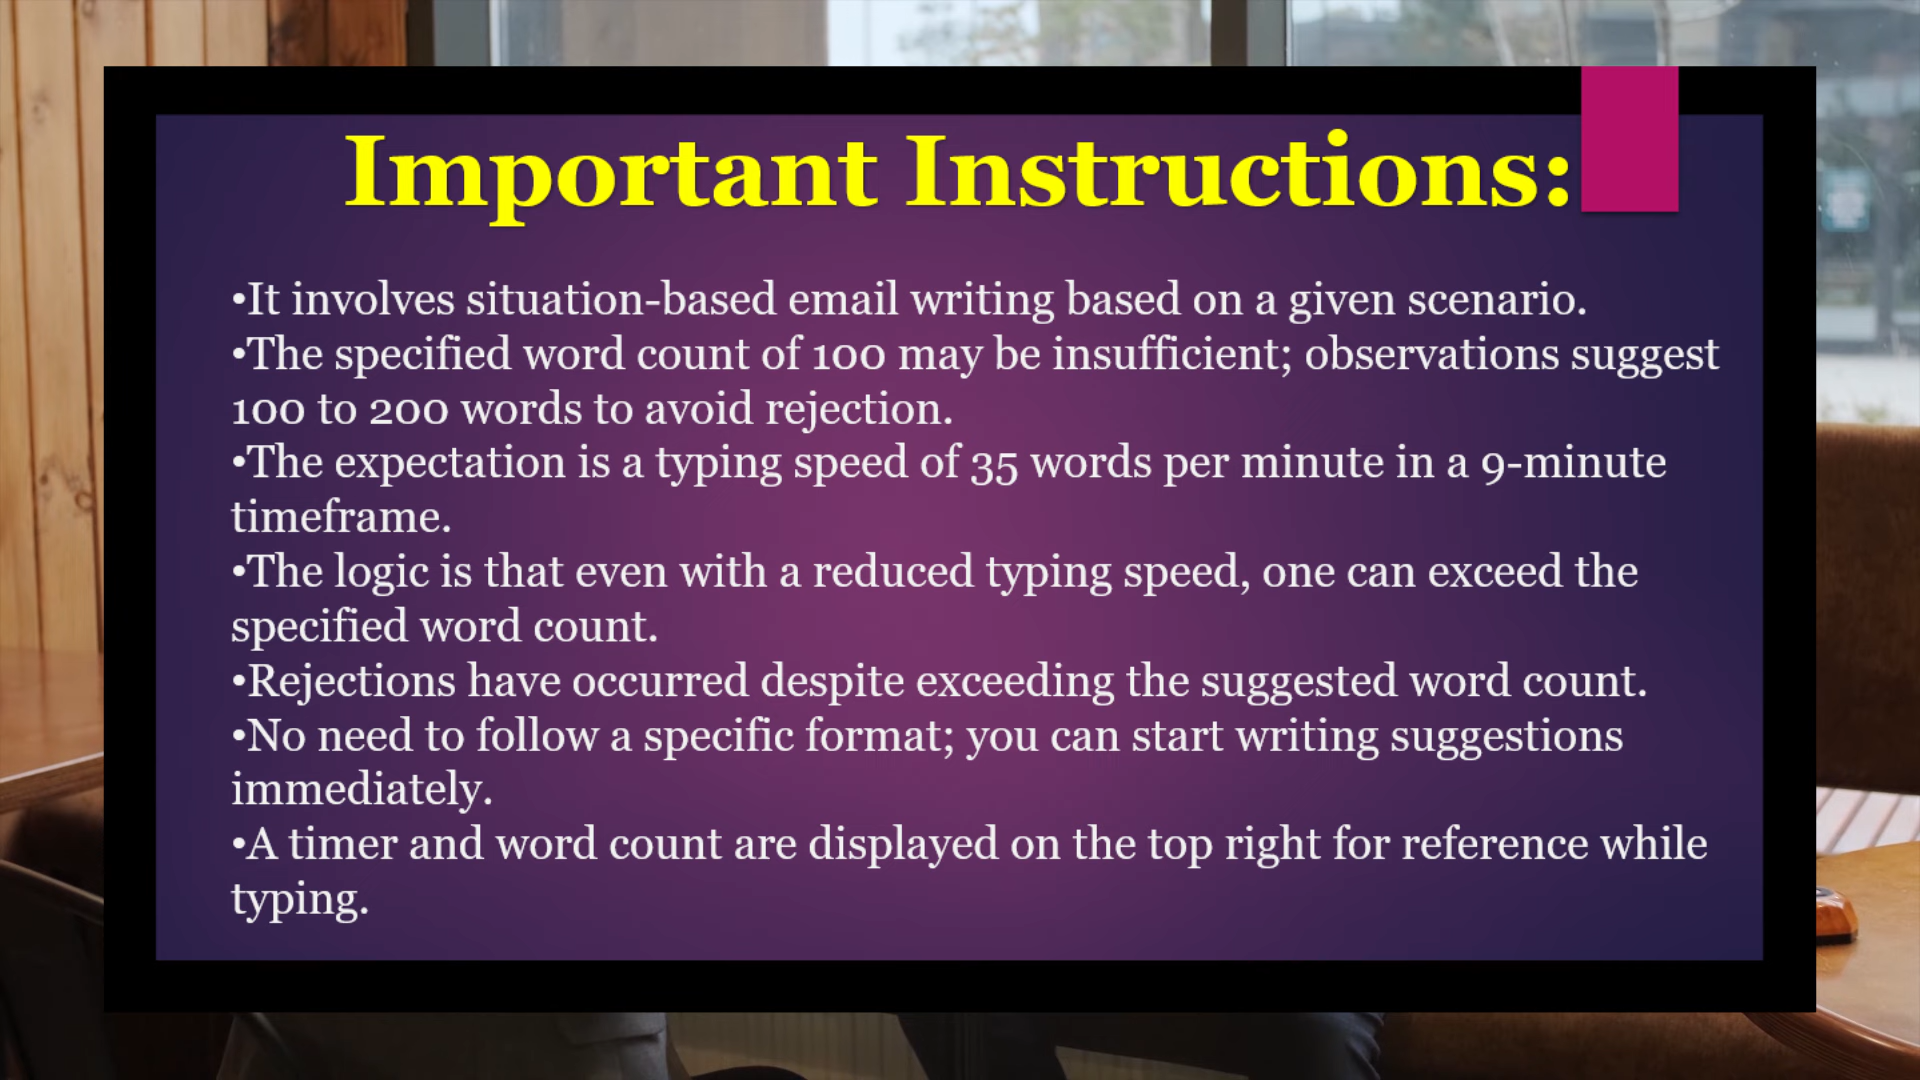 Important Instructions:
•It involves situation-based email writing based on a given scenario.
•The specified word count of 100 may be insufficient; observations suggest
100 to 200 words to avoid rejection.
•The expectation is a typing speed of 35 words per minute in a 9-minute
timeframe.
•The logic is that even with a reduced typing speed, one can exceed the
specified word count.
•Rejections have occurred despite exceeding the suggested word count.
•No need to follow a specific format; you can start writing suggestions
immediately.
•A timer and word count are displayed on the top right for reference while
typing.